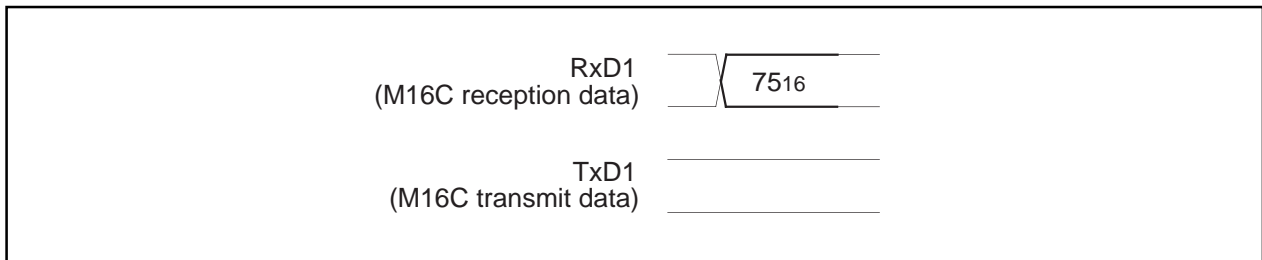 RxD1
(M16C reception data)
7516
TxD1
(M16C transmit data)